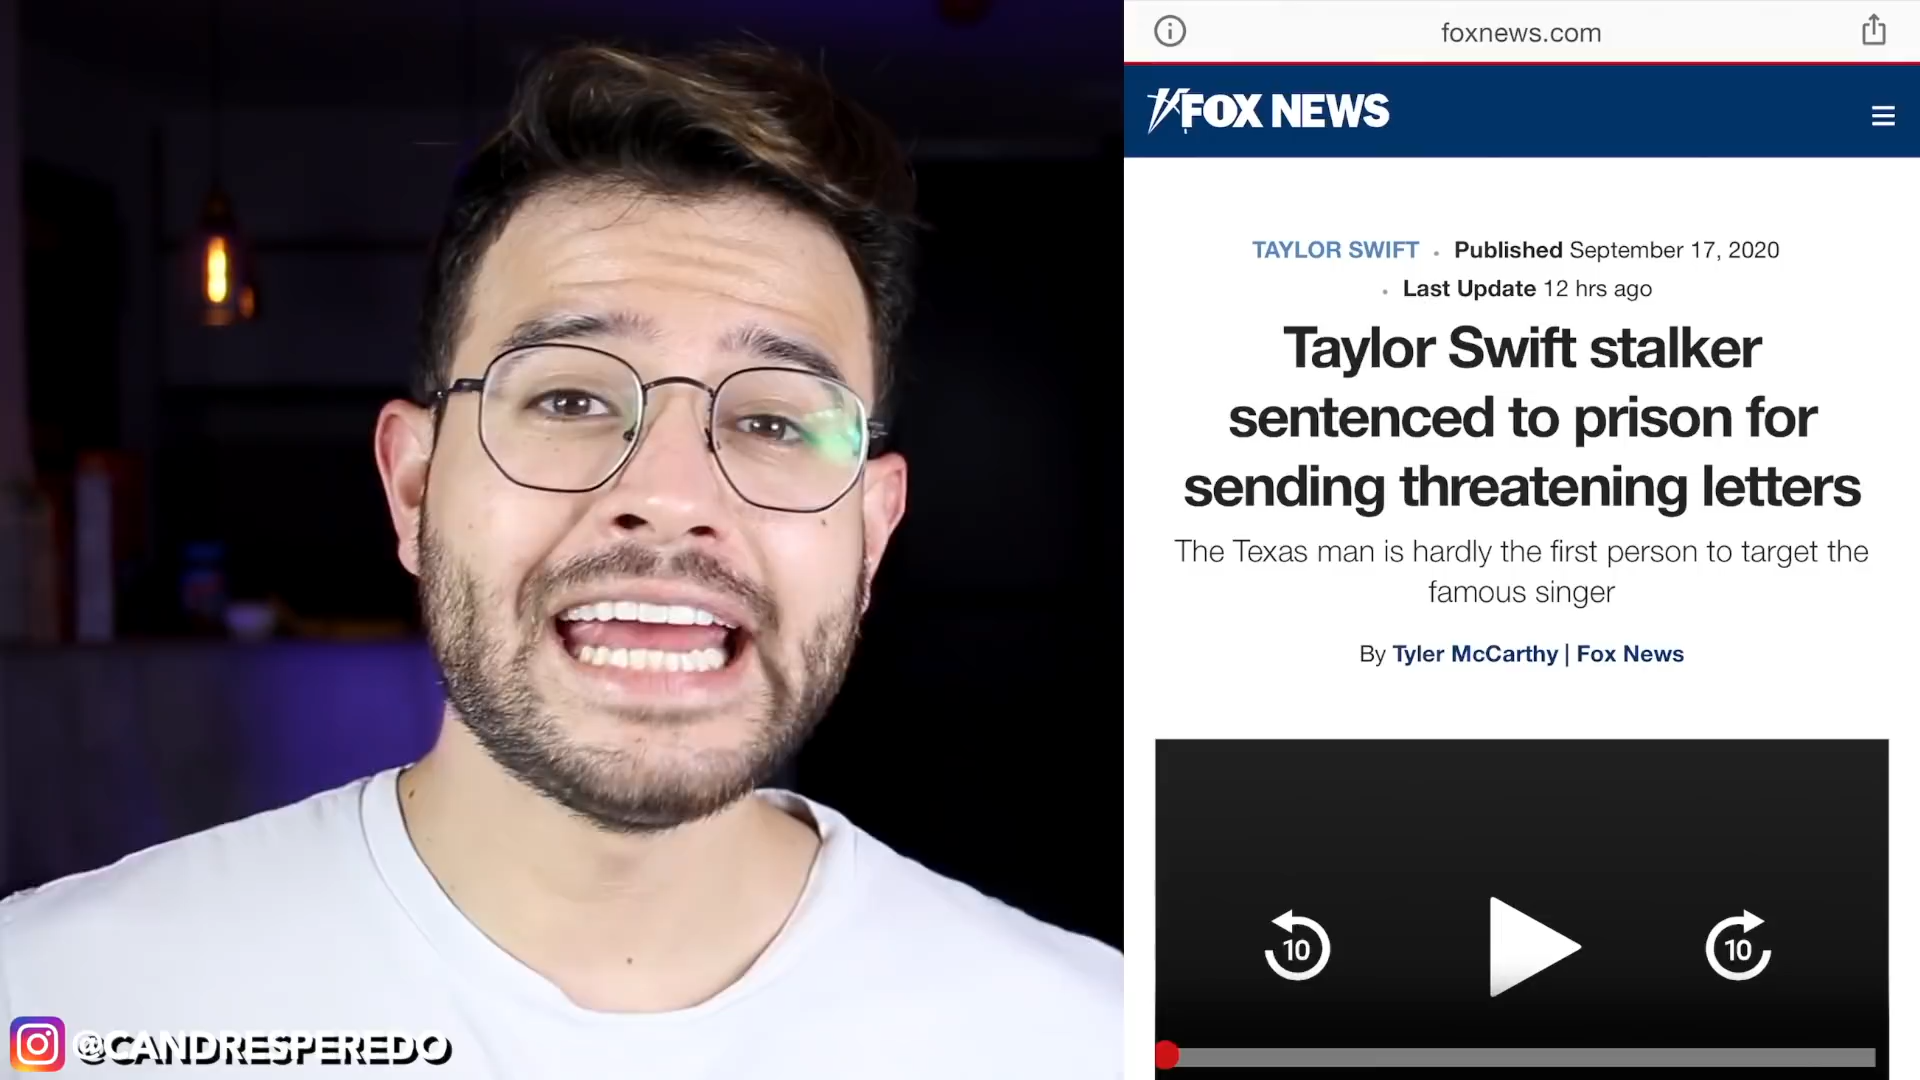 @CANDRESPEREDO
foxnews.com
FOX NEWS
TAYLOR SWIFT • Published September 17, 2020
• Last Update 12 hrs ago
Taylor Swift stalker
sentenced to prison for
sending threatening letters
The Texas man is hardly the first person to target the
famous singer
By Tyler McCarthy | Fox News
10
10